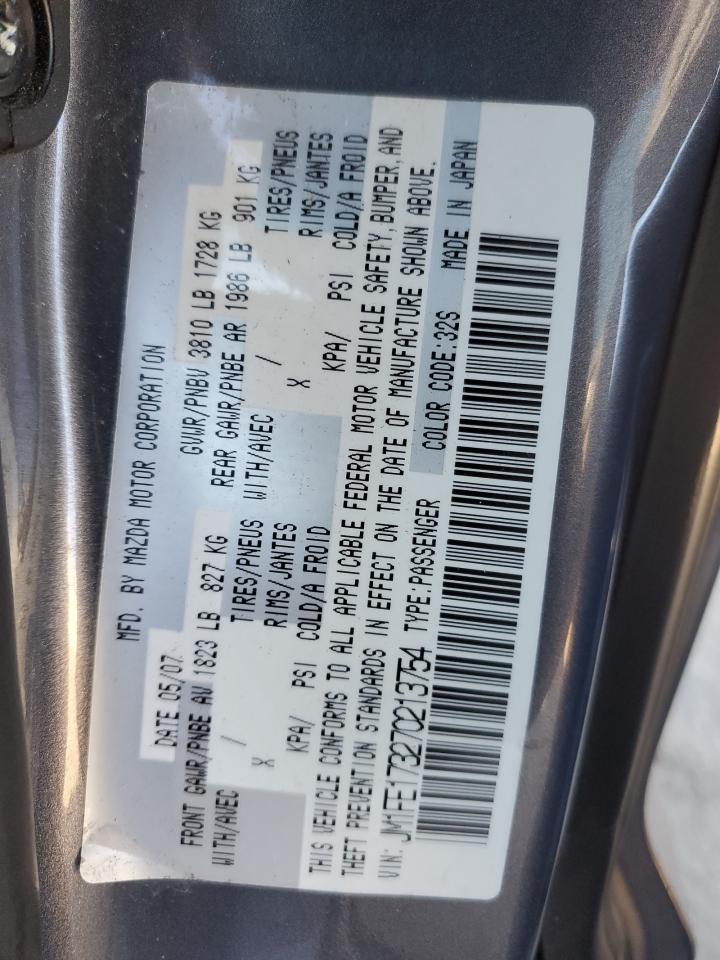 MFD. BY MAZDA MOTOR CORPORATION
DATE 05/07 GVWR/PNBV 3810 LB 1728 KG
FRONT GAWR/PNBE AV 1823 LB 827 KG REAR GAWR/PNBE AR 1986 LB 901 KG
WITH/AVEC / TIRES/PNEUS WITH/AVEC / TIRES/PNEUS
X RIMS/JANTES X RIMS/JANTES
KPA/ PSI COLD/A FROID KPA/ PSI COLD/A FROID
THIS VEHICLE CONFORMS TO ALL APPLICABLE FEDERAL MOTOR VEHICLE SAFETY, BUMPER, AND
THEFT PREVENTION STANDARDS IN EFFECT ON THE DATE OF MANUFACTURE SHOWN ABOVE.
VIN: JM1FE173270213754 TYPE:PASSENGER COLOR CODE:32S MADE IN JAPAN